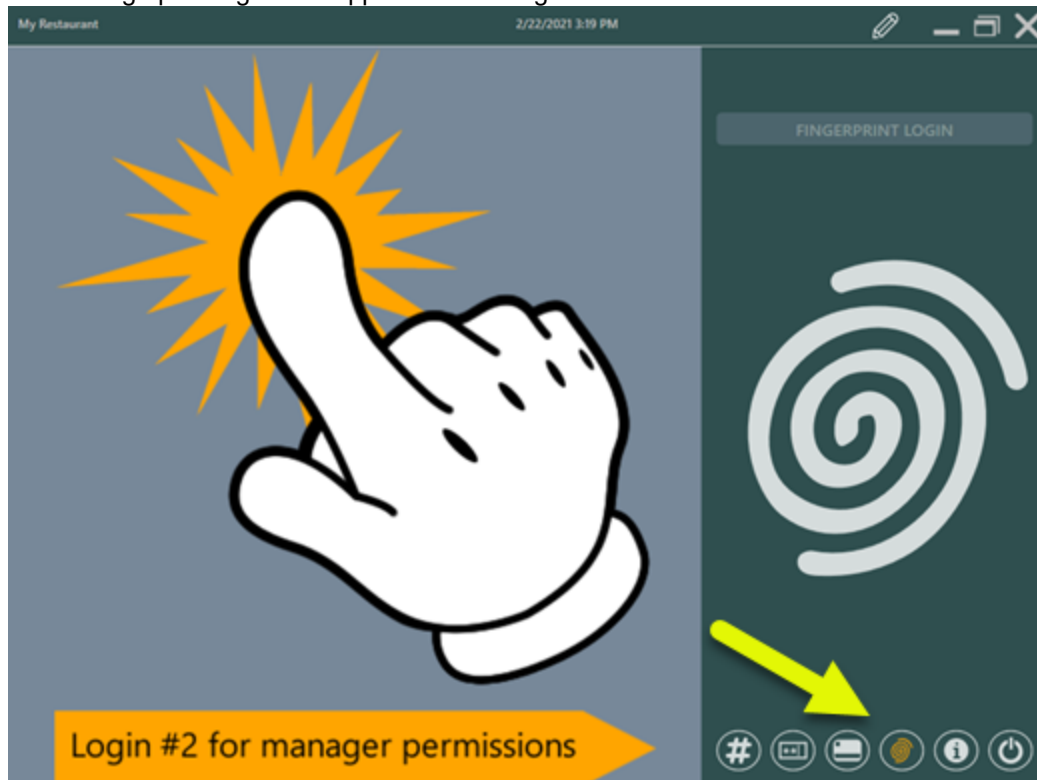 My Restaurant
2/22/2021 3:19 PM
FINGERPRINT LOGIN
Login #2 for manager permissions
#